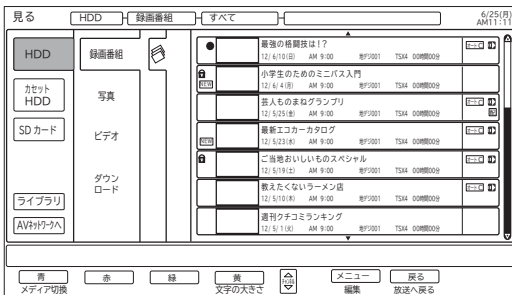 見る HDD 録画番組 すべて 6/25(月)
AM11:11
HDD
カセット
HDD
SDカード
ライブラリ
AVネットワークへ
録画番組
写真
ビデオ
ダウン
ロード
最強の格闘技は!?
12/ 6/10(日) AM 9:00 地デジ001 TSX4 00時間00分
NEW
小学生のためのミニバス入門
12/ 6/ 4(月) AM 9:00 地デジ001 TSX4 00時間00分
芸人ものまねグランプリ
12/ 5/25(金) AM 9:00 地デジ001 TSX4 00時間00分
NEW
最新エコカーカタログ
12/ 5/23(水) AM 9:00 地デジ001 TSX4 00時間00分
ご当地おいしいものスペシャル
12/ 5/19(土) AM 9:00 地デジ001 TSX4 00時間00分
教えたくないラーメン店
12/ 5/10(木) AM 9:00 地デジ001 TSX4 00時間00分
週刊クチコミランキング
12/ 5/ 1(火) AM 9:00 地デジ001 TSX4 00時間00分
青 赤 緑 黄 チャンネル メニュー 戻る
メディア切換 文字の大きさ 編集 放送へ戻る